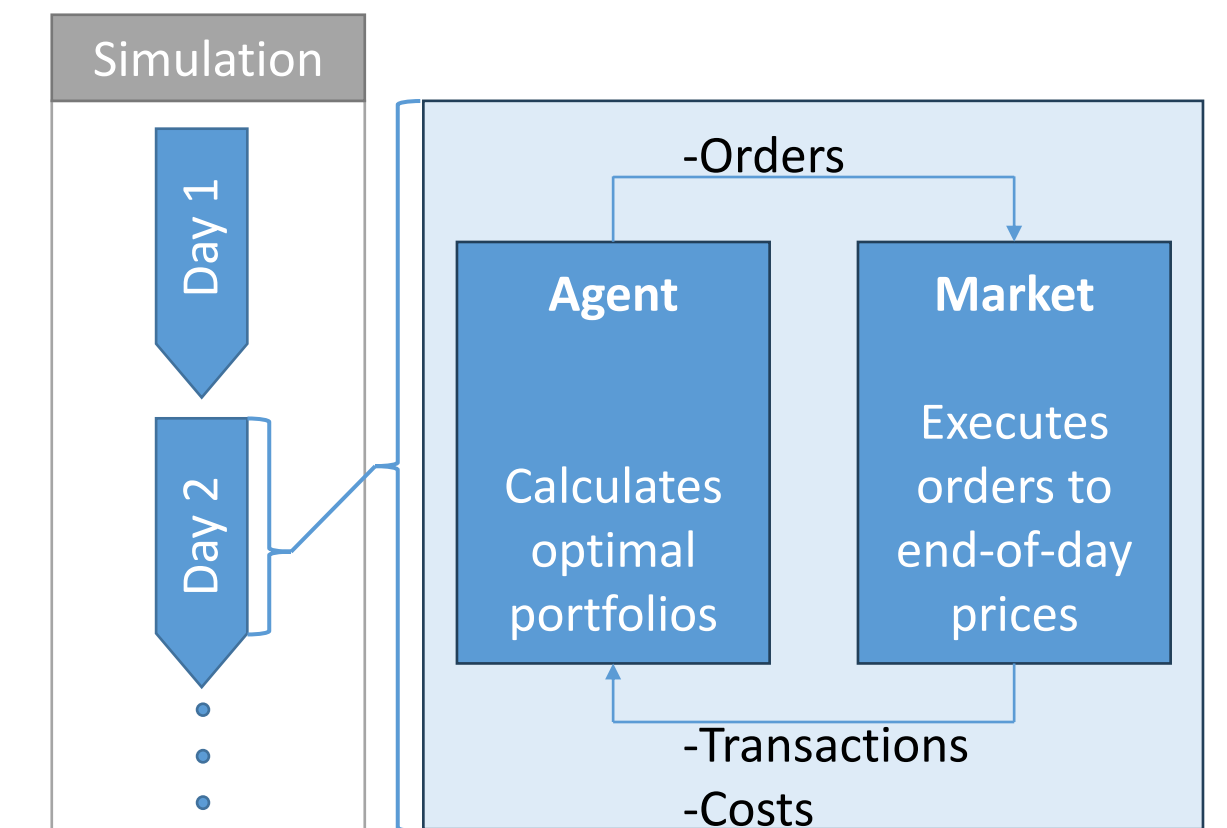 Simulation
Day 1
Day 2
-Orders
Agent
Calculates
optimal
portfolios
Market
Executes
orders to
end-of-day
prices
-Transactions
-Costs